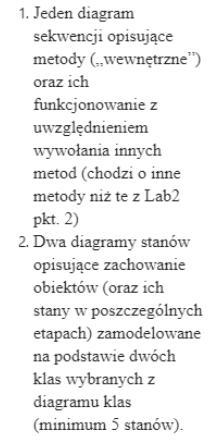 1. Jeden diagram
sekwencji opisujące
metody („wewnętrzne”)
oraz ich
funkcjonowanie z
uwzględnieniem
wywołania innych
metod (chodzi o inne
metody niż te z Lab2
pkt. 2)
2. Dwa diagramy stanów
opisujące zachowanie
obiektów (oraz ich
stany w poszczególnych
etapach) zamodelowane
na podstawie dwóch
klas wybranych z
diagramu klas
(minimum 5 stanów).